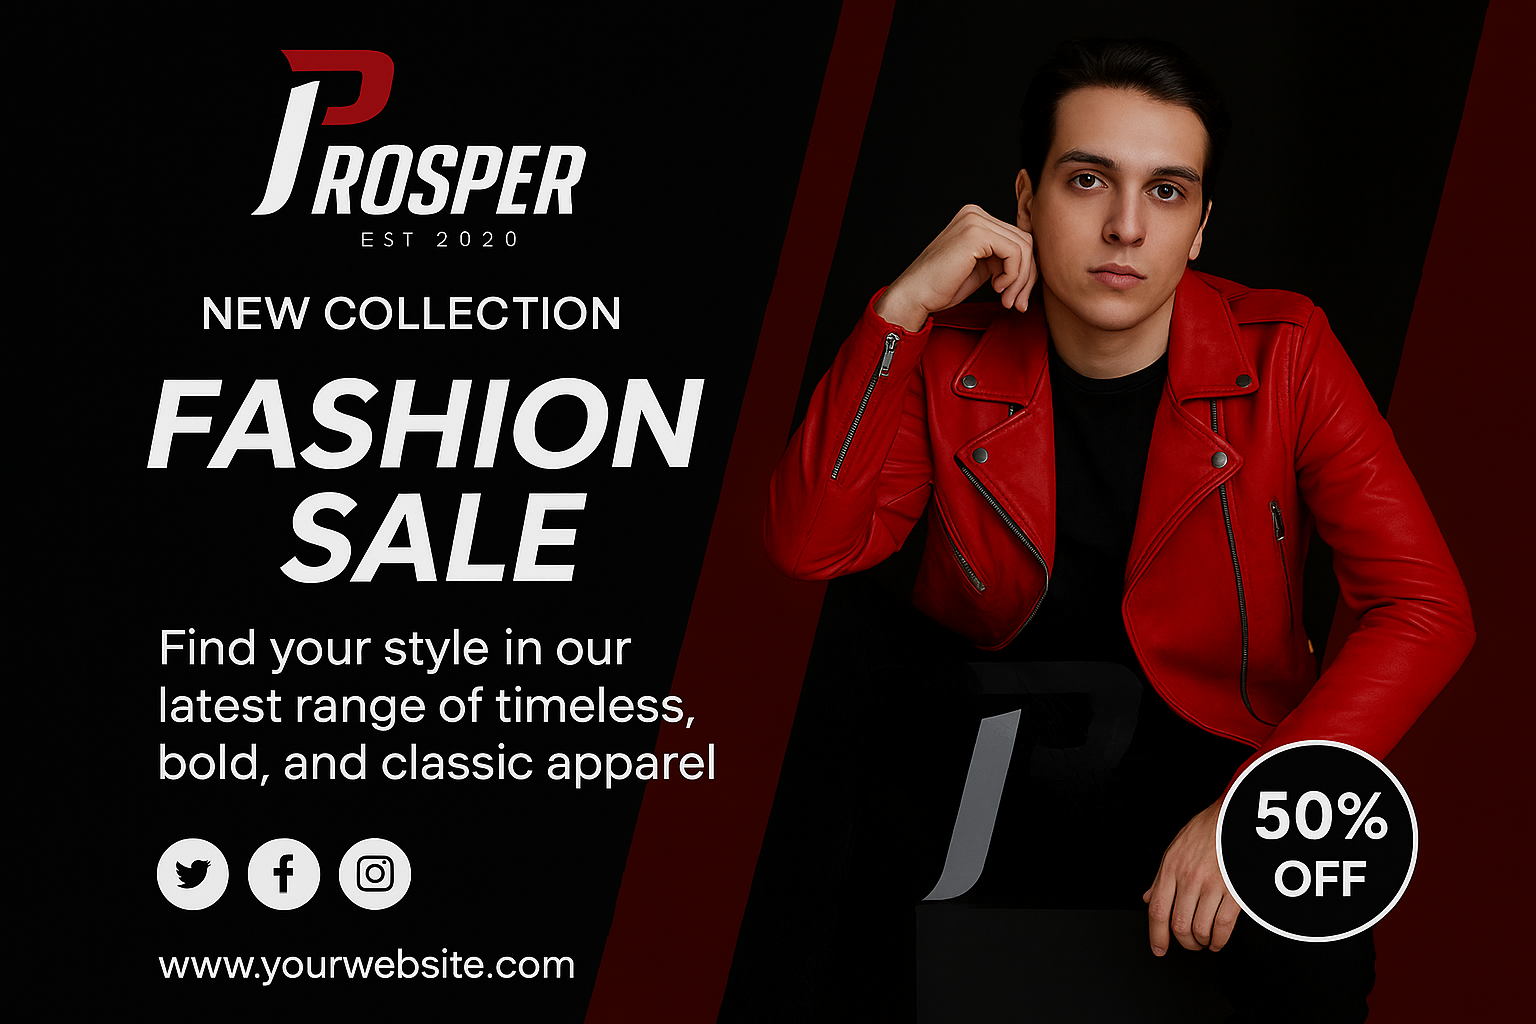 PROSPER
EST 2020
NEW COLLECTION
FASHION
SALE
Find your style in our
latest range of timeless,
bold, and classic apparel
www.yourwebsite.com
50%
OFF